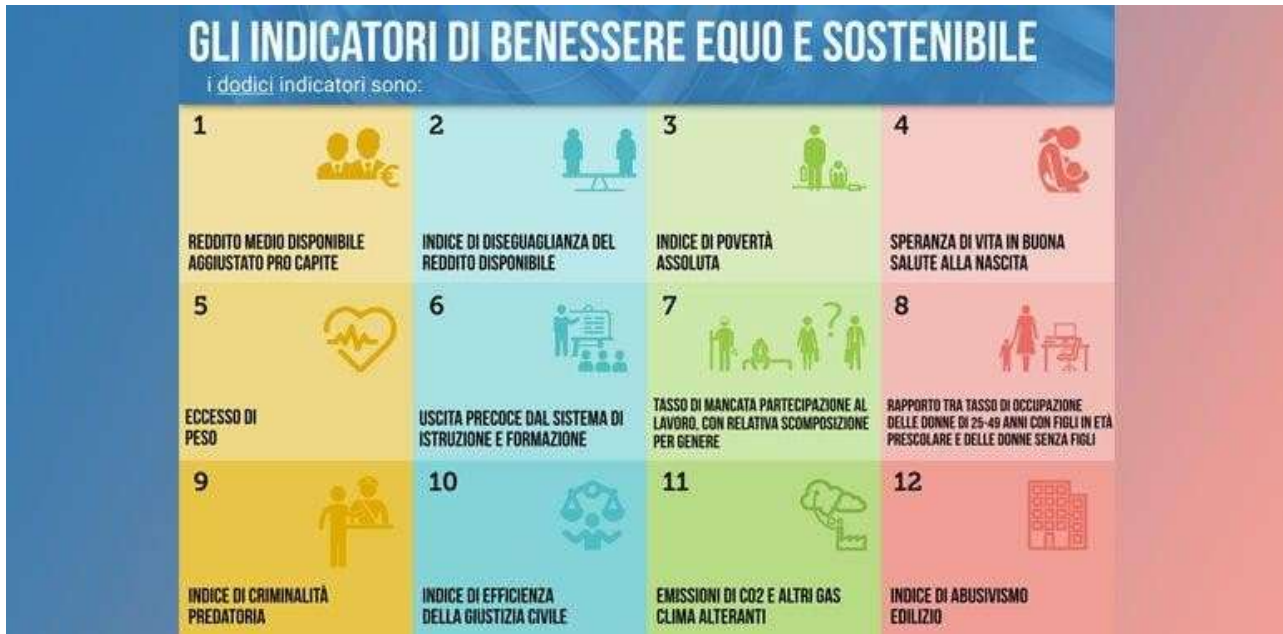 GLI INDICATORI DI BENESSERE EQUO E SOSTENIBILE
i dodici indicatori sono:
1
REDDITO MEDIO DISPONIBILE
AGGIUSTATO PRO CAPITE
2
INDICE DI DISEGUAGLIANZA DEL
REDDITO DISPONIBILE
3
INDICE DI POVERTÀ
ASSOLUTA
4
SPERANZA DI VITA IN BUONA
SALUTE ALLA NASCITA
5
ECCESSO DI
PESO
6
USCITA PRECOCE DAL SISTEMA DI
ISTRUZIONE E FORMAZIONE
7
?
TASSO DI MANCATA PARTECIPAZIONE AL
LAVORO, CON RELATIVA SCOMPOSIZIONE
PER GENERE
8
RAPPORTO TRA TASSO DI OCCUPAZIONE
DELLE DONNE DI 25-49 ANNI CON FIGLI IN ETÀ
PRESCOLARE E DELLE DONNE SENZA FIGLI
9
INDICE DI CRIMINALITÀ
PREDATORIA
10
INDICE DI EFFICIENZA
DELLA GIUSTIZIA CIVILE
11
EMISSIONI DI CO2 E ALTRI GAS
CLIMA ALTERANTI
12
INDICE DI ABUSIVISMO
EDILIZIO